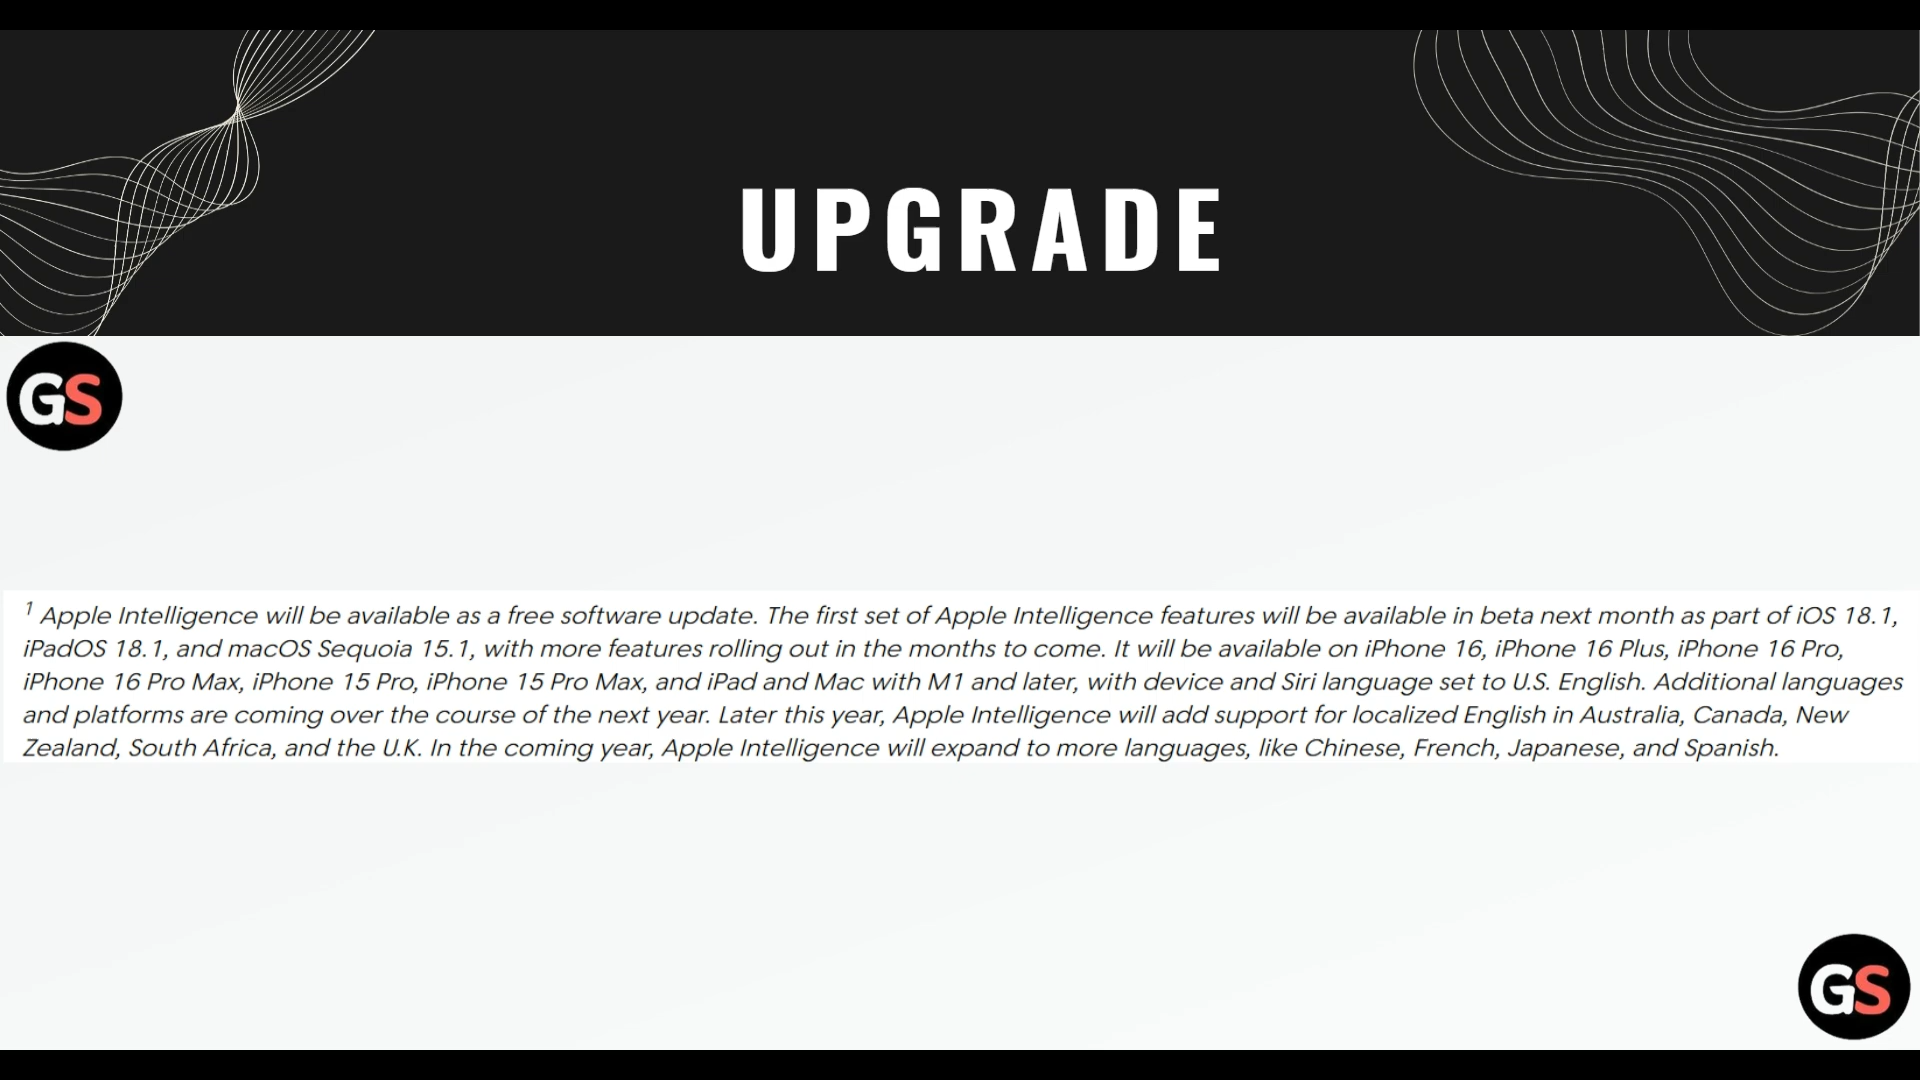 UPGRADE
GS
1 Apple Intelligence will be available as a free software update. The first set of Apple Intelligence features will be available in beta next month as part of iOS 18.1,
iPadOS 18.1, and macOS Sequoia 15.1, with more features rolling out in the months to come. It will be available on iPhone 16, iPhone 16 Plus, iPhone 16 Pro,
iPhone 16 Pro Max, iPhone 15 Pro, iPhone 15 Pro Max, and iPad and Mac with M1 and later, with device and Siri language set to U.S. English. Additional languages
and platforms are coming over the course of the next year. Later this year, Apple Intelligence will add support for localized English in Australia, Canada, New
Zealand, South Africa, and the U.K. In the coming year, Apple Intelligence will expand to more languages, like Chinese, French, Japanese, and Spanish.
GS